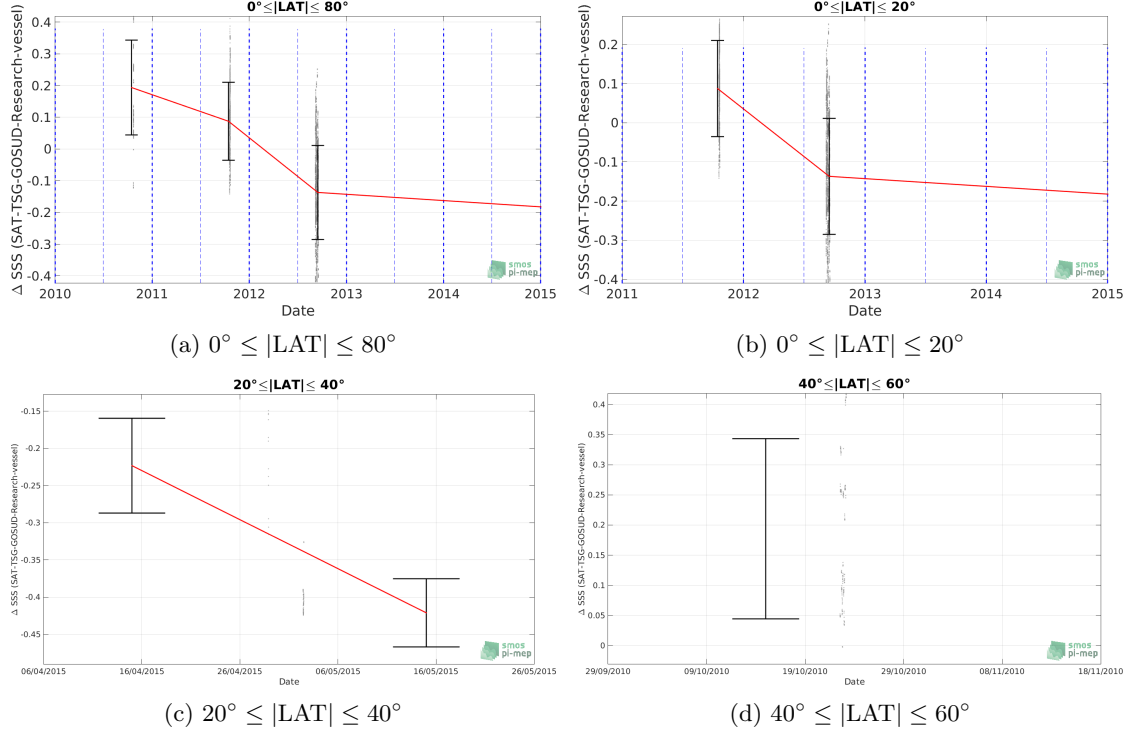 0°≤|LAT|≤ 80°
Δ SSS (SAT-TSG-GOSUD-Research-vessel)
0.4
0.3
0.2
0.1
0
-0.1
-0.2
-0.3
-0.4
2010 2011 2012 2013 2014 2015
Date
smos
pi-mep
(a) 0° ≤ |LAT| ≤ 80°
0°≤|LAT|≤ 20°
Δ SSS (SAT-TSG-GOSUD-Research-vessel)
0.2
0.1
0
-0.1
-0.2
-0.3
-0.4
2011 2012 2013 2014 2015
Date
smos
pi-mep
(b) 0° ≤ |LAT| ≤ 20°
20°≤|LAT|≤ 40°
Δ SSS (SAT-TSG-GOSUD-Research-vessel)
-0.15
-0.2
-0.25
-0.3
-0.35
-0.4
-0.45
06/04/2015 16/04/2015 26/04/2015 06/05/2015 16/05/2015 26/05/2015
Date
smos
pi-mep
(c) 20° ≤ |LAT| ≤ 40°
40°≤|LAT|≤ 60°
Δ SSS (SAT-TSG-GOSUD-Research-vessel)
0.4
0.35
0.3
0.25
0.2
0.15
0.1
0.05
0
29/09/2010 09/10/2010 19/10/2010 29/10/2010 08/11/2010 18/11/2010
Date
smos
pi-mep
(d) 40° ≤ |LAT| ≤ 60°